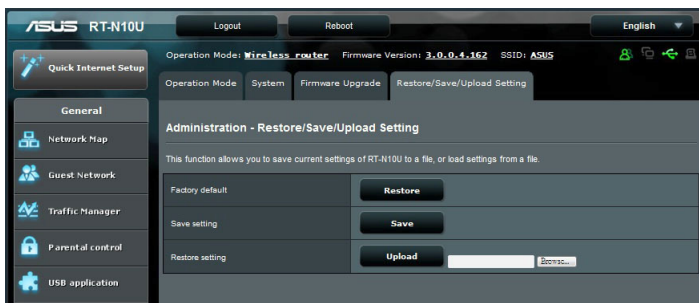 ASUS RT-N10U
Logout
Reboot
English
Quick Internet Setup
Operation Mode: Wireless router Firmware Version: 3.0.0.4.162 SSID: ASUS
Operation Mode
System
Firmware Upgrade
Restore/Save/Upload Setting
General
Network Map
Guest Network
Traffic Manager
Parental control
USB application
Administration - Restore/Save/Upload Setting
This function allows you to save current settings of RT-N10U to a file, or load settings from a file.
Factory default
Restore
Save setting
Save
Restore setting
Upload
Browse...